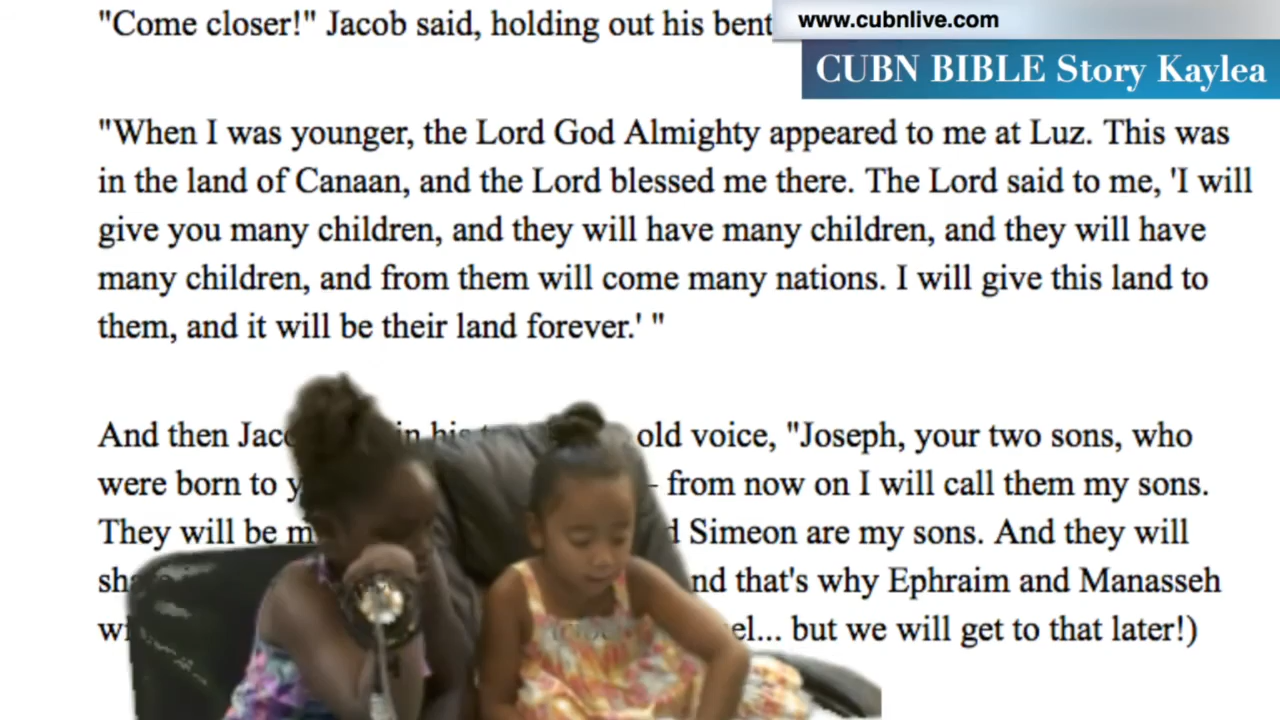 "Come closer!" Jacob said, holding out his bent
www.cubnlive.com
CUBN BIBLE Story Kaylea
"When I was younger, the Lord God Almighty appeared to me at Luz. This was
in the land of Canaan, and the Lord blessed me there. The Lord said to me, 'I will
give you many children, and they will have many children, and they will have
many children, and from them will come many nations. I will give this land to
them, and it will be their land forever.' "
And then in his old voice, "Joseph, your two sons, who
were born to - from now on I will call them my sons.
They will be Simeon are my sons. And they will
that's why Ephraim and Manasseh
but we will get to that later!)